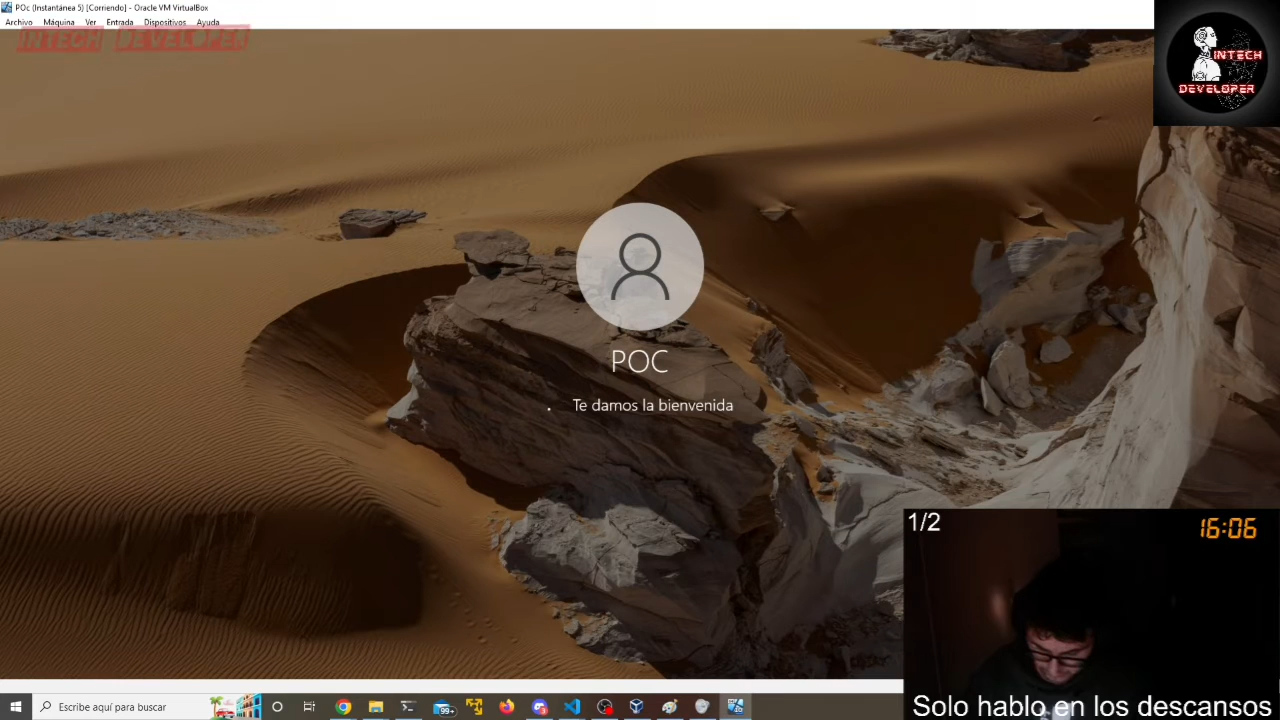 POc (Instantánea 5) [Corriendo] - Oracle VM VirtualBox
Archivo Máquina Ver Entrada Dispositivos Ayuda
INTECH DEVELOPER
INTECH
DEVELOPER
POC
Te damos la bienvenida
1/2
16:06
Solo hablo en los descansos
Escribe aquí para buscar
99+